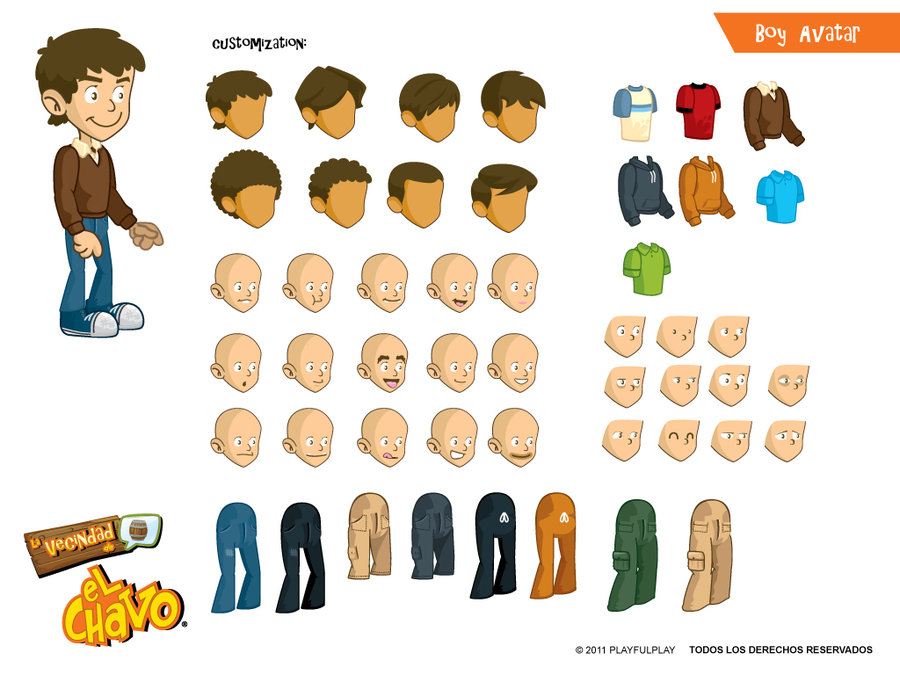 Boy Avatar
CUSTOMIZATION:
La
Vecindad
de
eL
CHAVO®
© 2011 PLAYFULPLAY TODOS LOS DERECHOS RESERVADOS